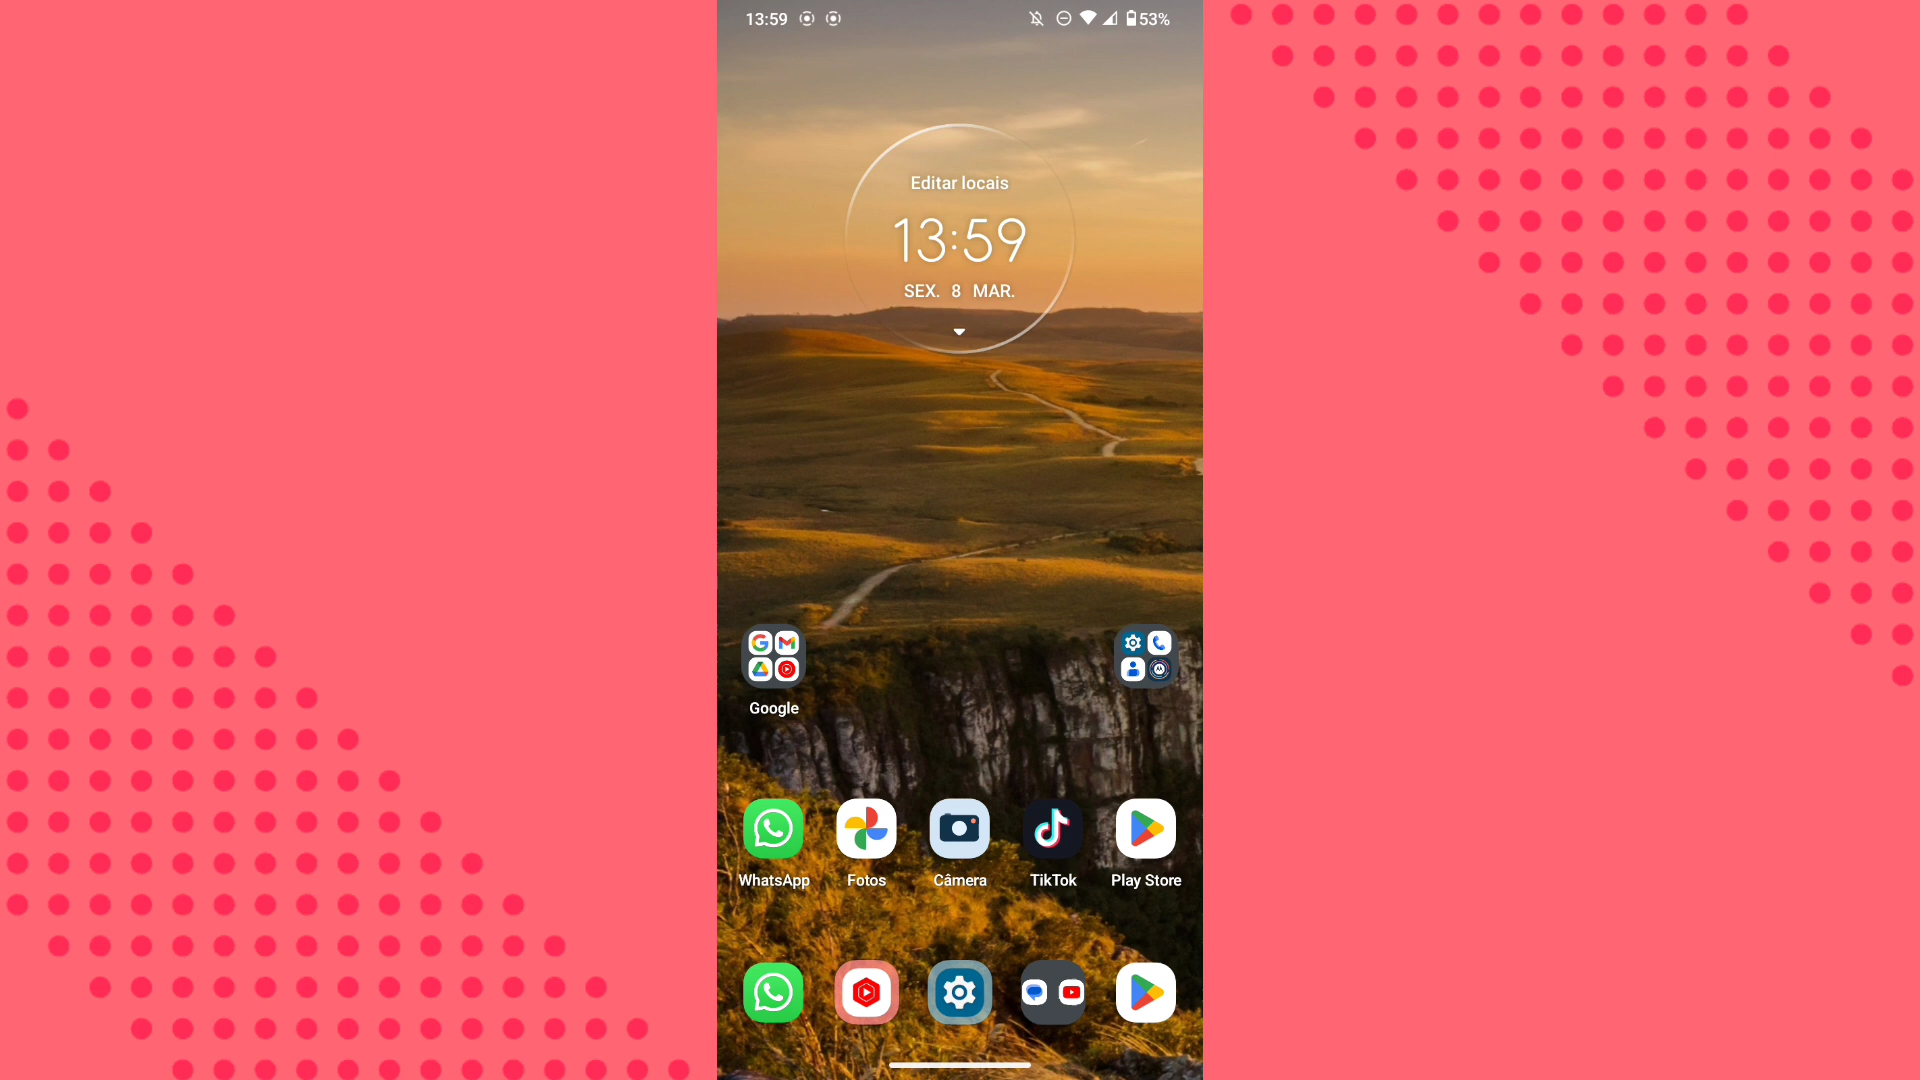 13:59
53%
Editar locais
13:59
SEX. 8 MAR.
Google
WhatsApp
Fotos
Câmera
TikTok
Play Store